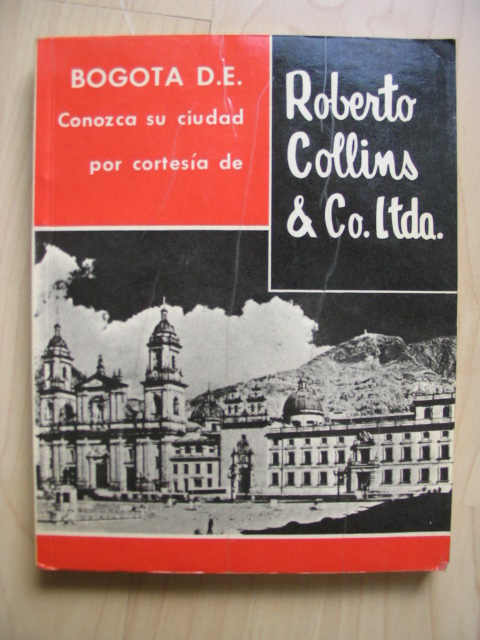 BOGOTA D.E.
Conozca su ciudad
por cortesía de
Roberto
Collins
& Co. Ltda.